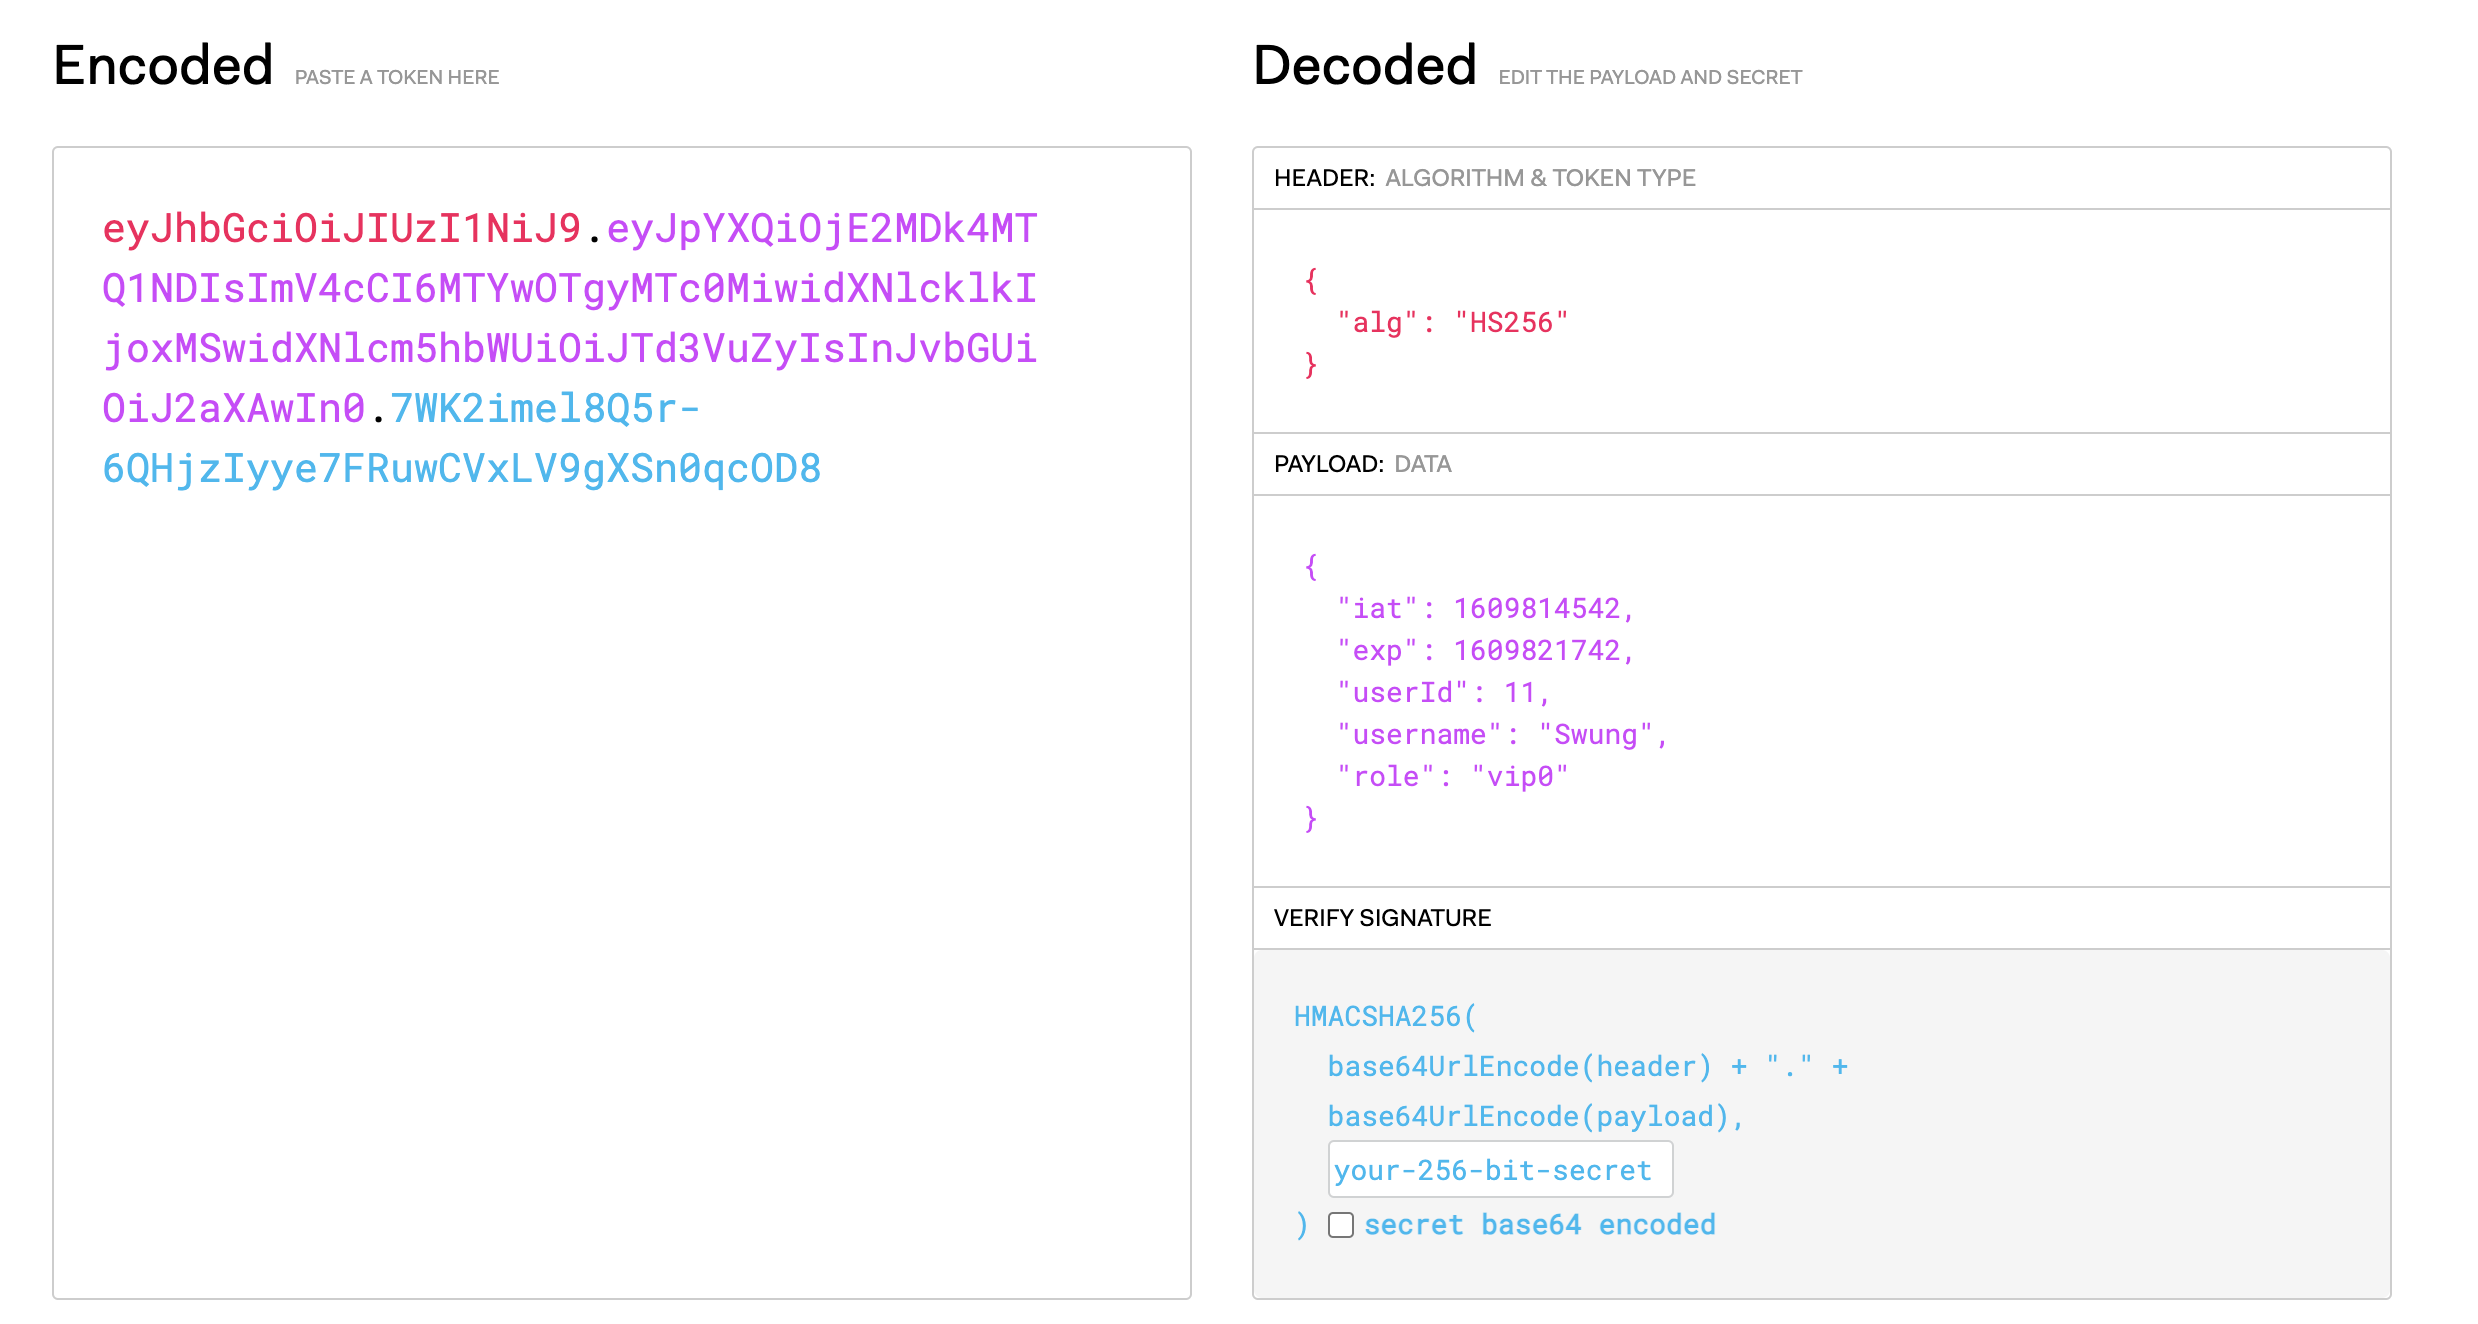 Encoded PASTE A TOKEN HERE
eyJhbGciOiJIUzI1NiJ9.eyJpYXQiOjE2MDk4MT
Q1NDIsImV4cCI6MTYwOTgyMTc0MiwidXNlcklkI
joxMSwidXNlcm5hbWUiOiJTd3VuZyIsInJvbGUi
OiJ2aXAwIn0.7WK2imel8Q5r-
6QHjzIyye7FRuwCVxLV9gXSn0qcOD8
Decoded EDIT THE PAYLOAD AND SECRET
HEADER: ALGORITHM & TOKEN TYPE
{
"alg": "HS256"
}
PAYLOAD: DATA
{
"iat": 1609814542,
"exp": 1609821742,
"userId": 11,
"username": "Swung",
"role": "vip0"
}
VERIFY SIGNATURE
HMACSHA256(
base64UrlEncode(header) + "." +
base64UrlEncode(payload),
your-256-bit-secret
) secret base64 encoded